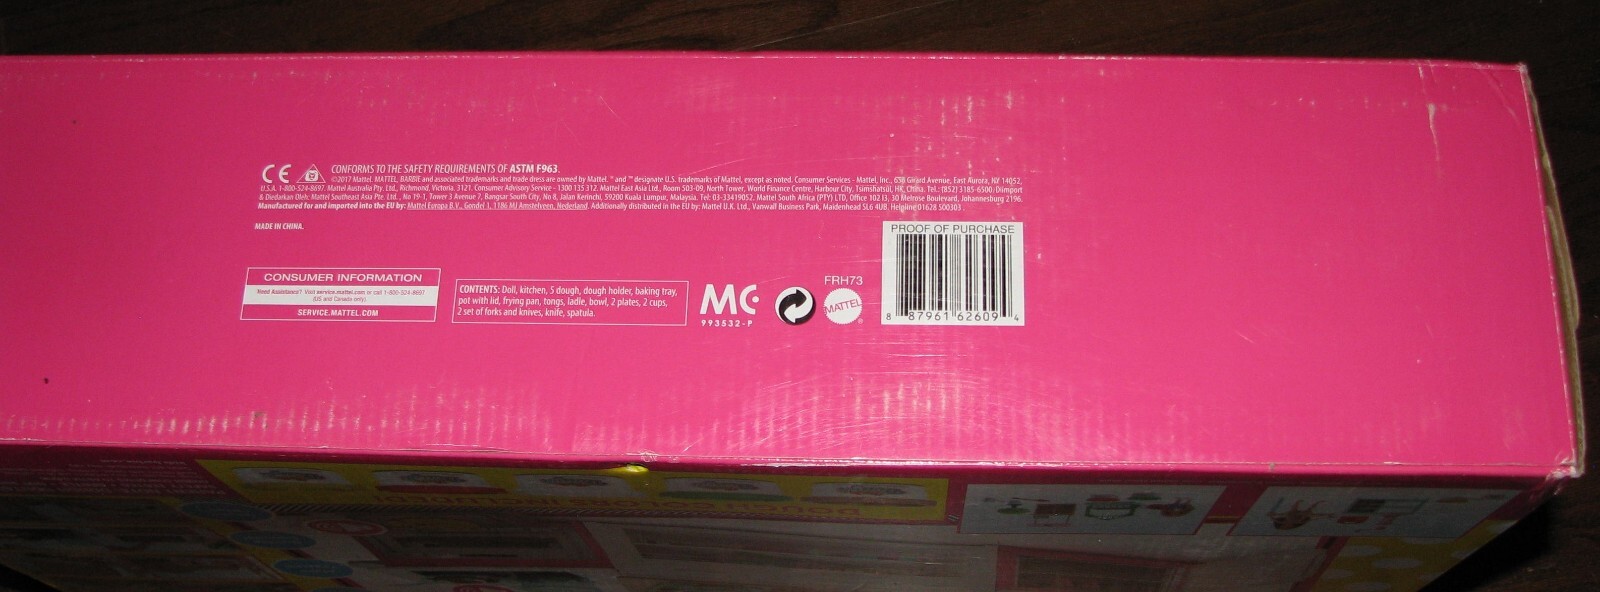 CE CONFORMS TO THE SAFETY REQUIREMENTS OF ASTM F963.
©2017 Mattel. MATTEL, BARBIE and associated trademarks and trade dress are owned by Mattel. ® and ™ designate U.S. trademarks of Mattel, except as noted. Consumer Services - Mattel, Inc., 636 Girard Avenue, East Aurora, NY 14052,
U.S.A. 1-800-524-8697. Mattel Australia Pty. Ltd., Richmond, Victoria. 3121. Consumer Advisory Service - 1300 135 312. Mattel East Asia Ltd., Room 503-09, North Tower, World Finance Centre, Harbour City, Tsimshatsui, HK, China. Tel.: (852) 3185-6500. Diimport
& Diedarkan Oleh: Mattel Southeast Asia Pte. Ltd., No 19-1, Tower 3 Avenue 7, Bangsar South City, No 8, Jalan Kerinchi, 59200 Kuala Lumpur, Malaysia. Tel: 03-33419052. Mattel South Africa (PTY) LTD, Office 102 I3, 30 Melrose Boulevard, Johannesburg 2196.
Manufactured for and imported into the EU by: Mattel Europa B.V., Gondel 1, 1186 MJ Amstelveen, Nederland. Additionally distributed in the EU by: Mattel U.K. Ltd., Vanwall Business Park, Maidenhead SL6 4UB. Helpline 01628 500303.
MADE IN CHINA.
CONSUMER INFORMATION
Need Assistance? Visit service.mattel.com or call 1-800-524-8697
(US and Canada only).
SERVICE.MATTEL.COM
CONTENTS: Doll, kitchen, 5 dough, dough holder, baking tray,
pot with lid, frying pan, tongs, ladle, bowl, 2 plates, 2 cups,
2 set of forks and knives, knife, spatula.
MC
993532-P
FRH73
MATTEL®
PROOF OF PURCHASE
8 87961 62609 4